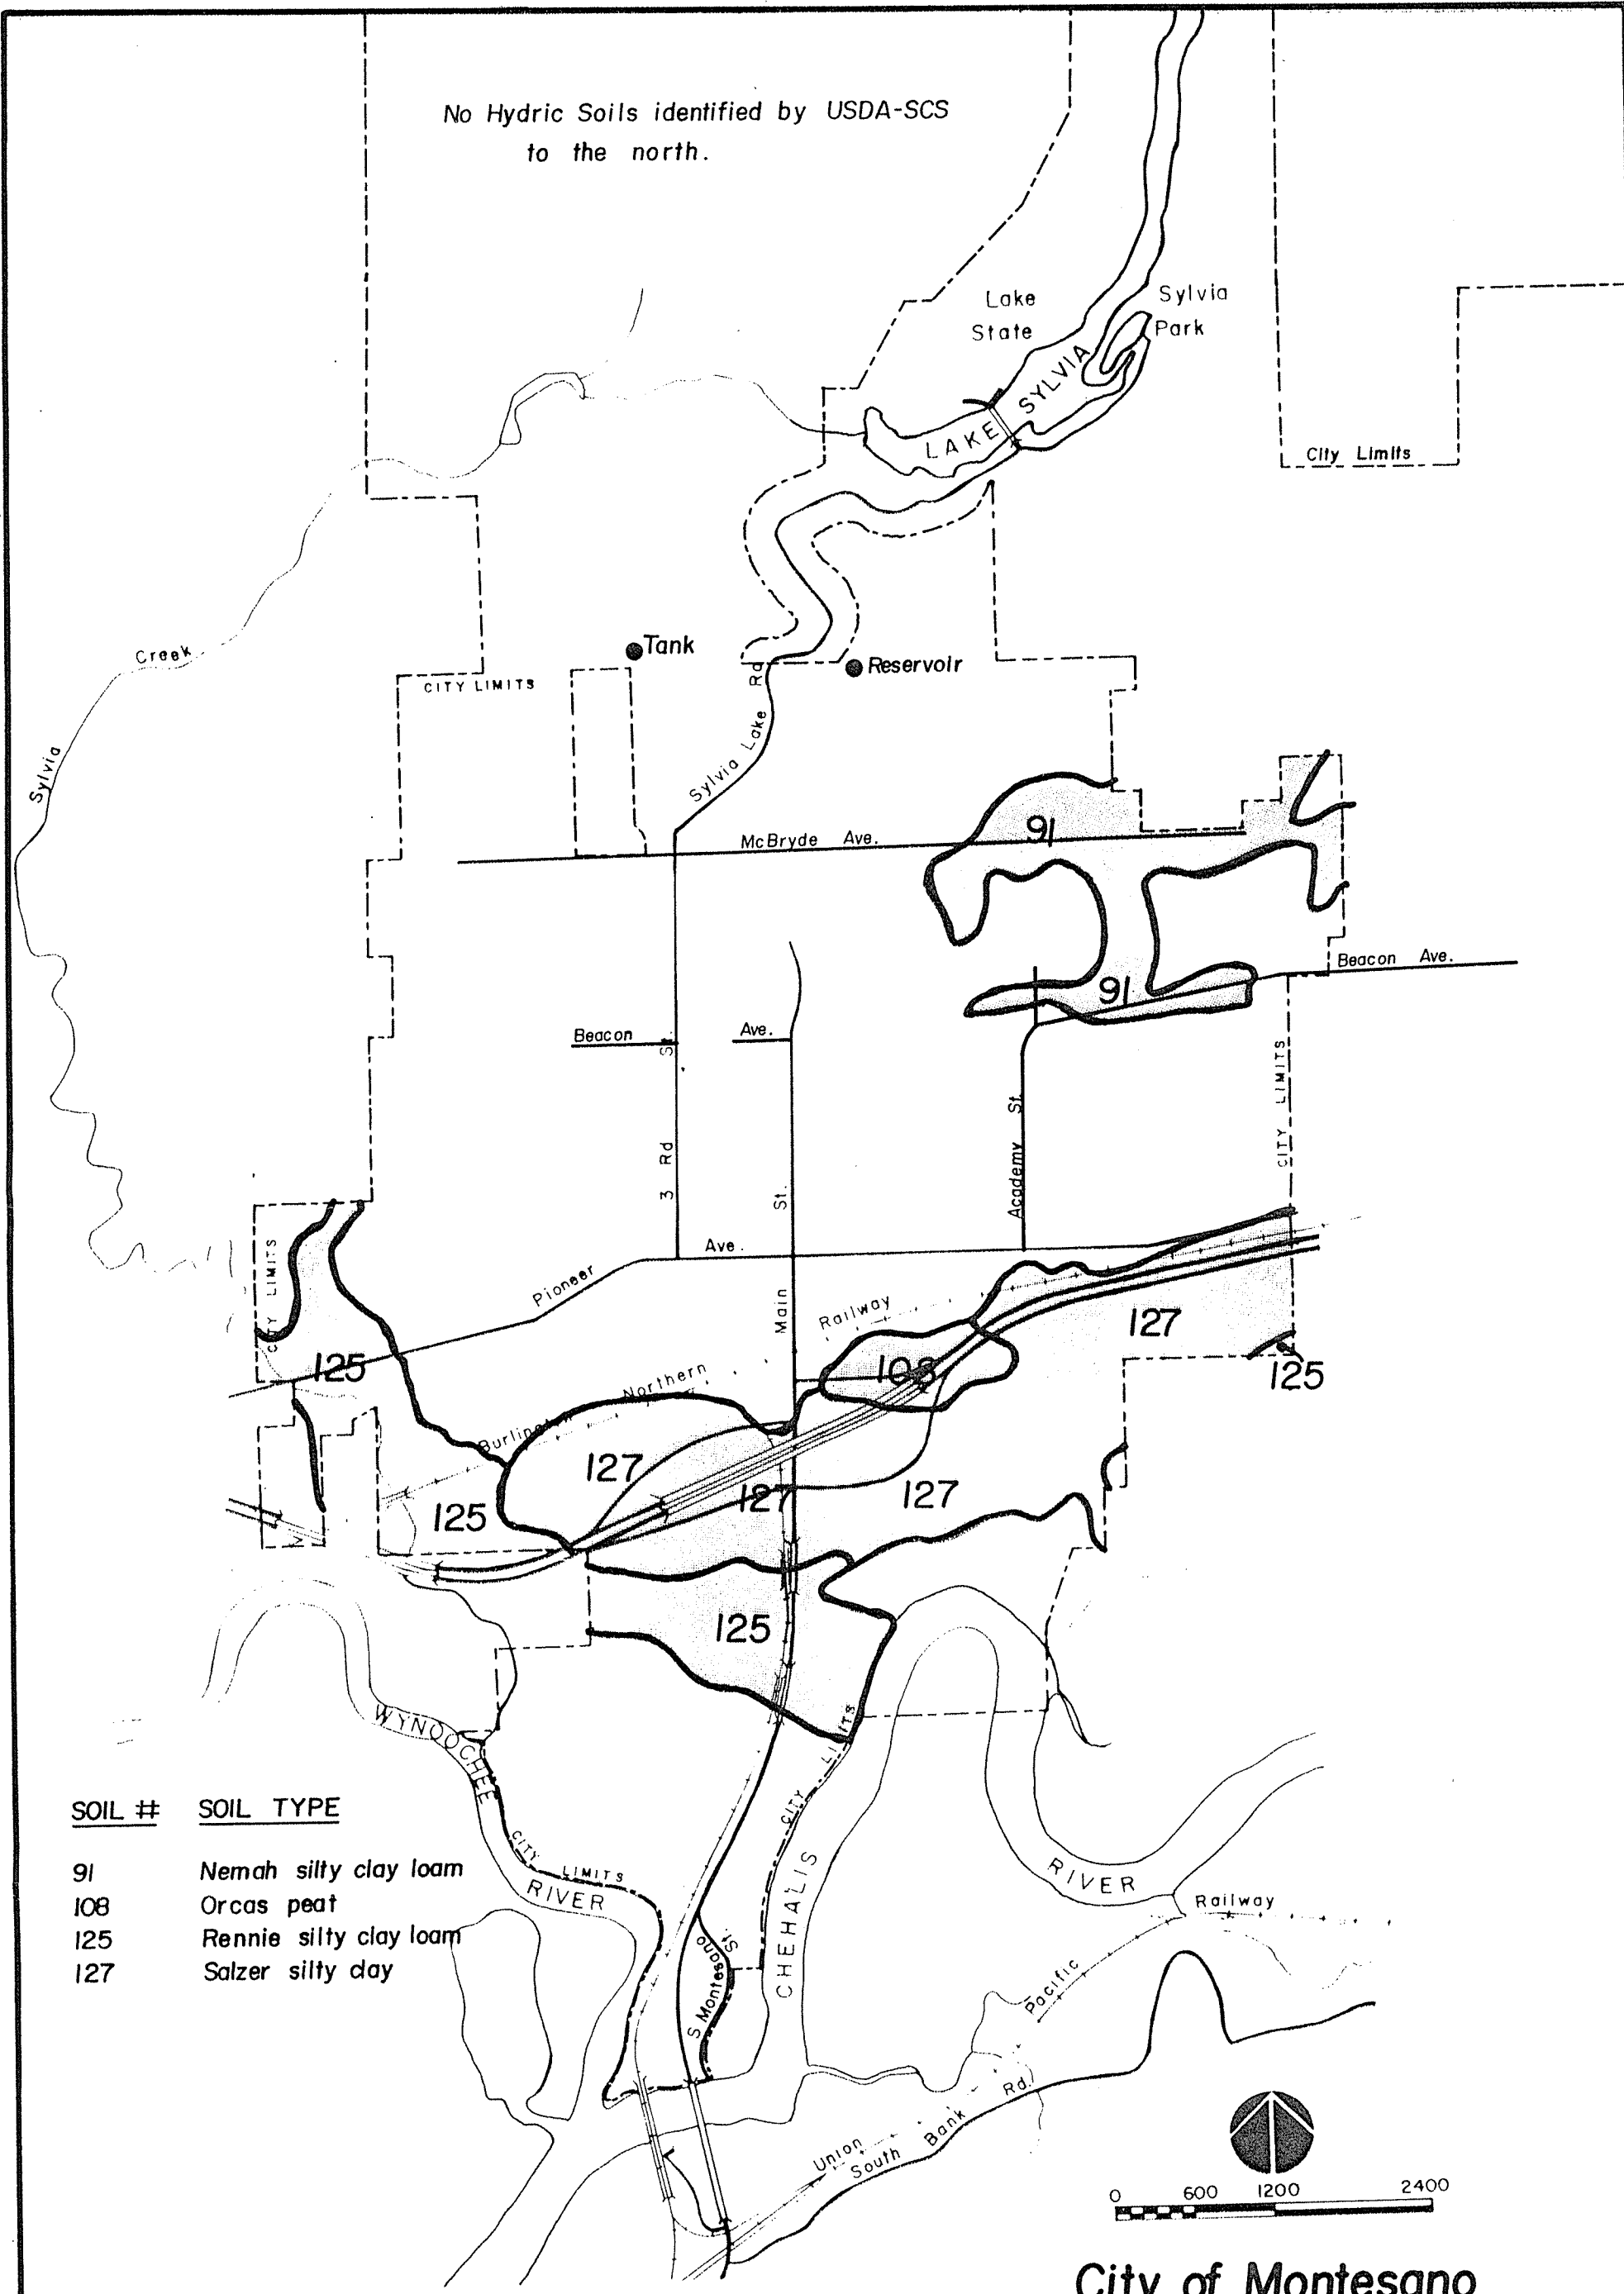 No Hydric Soils identified by USDA-SCS
to the north.
Lake Sylvia
State Park
LAKE SYLVIA
City Limits
Creek
Sylvia
Tank
Reservoir
CITY LIMITS
Sylvia Lake Rd
McBryde Ave.
91
91
Beacon Ave.
Beacon Ave.
3 Rd St.
Main St.
Academy St.
CITY LIMITS
CITY LIMITS
Pioneer Ave.
Burlington Northern Railway
108
127
125
125
127
127
127
125
125
WYNOOCHEE RIVER
CITY LIMITS
CITY LIMITS
CHEHALIS RIVER
S Montesano St.
Union Pacific Railway
South Bank Rd.
SOIL # SOIL TYPE
91 Nemah silty clay loam
108 Orcas peat
125 Rennie silty clay loam
127 Salzer silty clay
0 600 1200 2400
City of Montesano